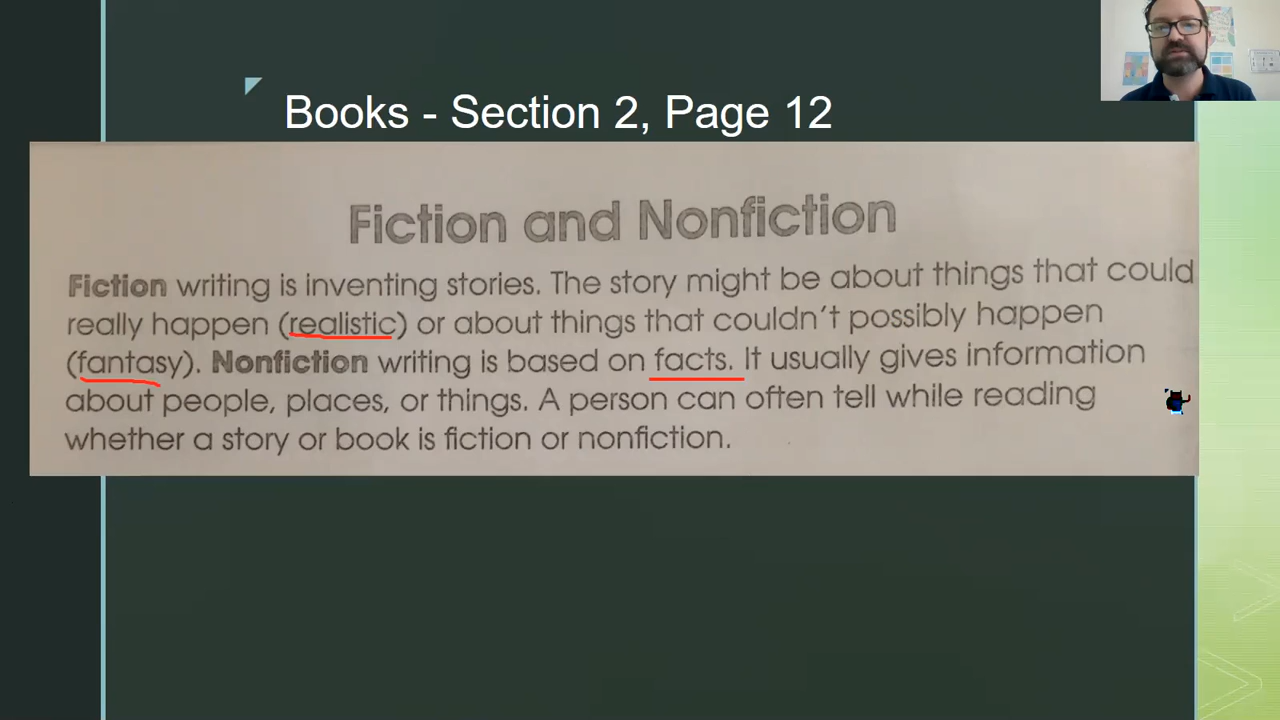 Books - Section 2, Page 12
Fiction and Nonfiction
Fiction writing is inventing stories. The story might be about things that could
really happen (realistic) or about things that couldn't possibly happen
(fantasy). Nonfiction writing is based on facts. It usually gives information
about people, places, or things. A person can often tell while reading
whether a story or book is fiction or nonfiction.